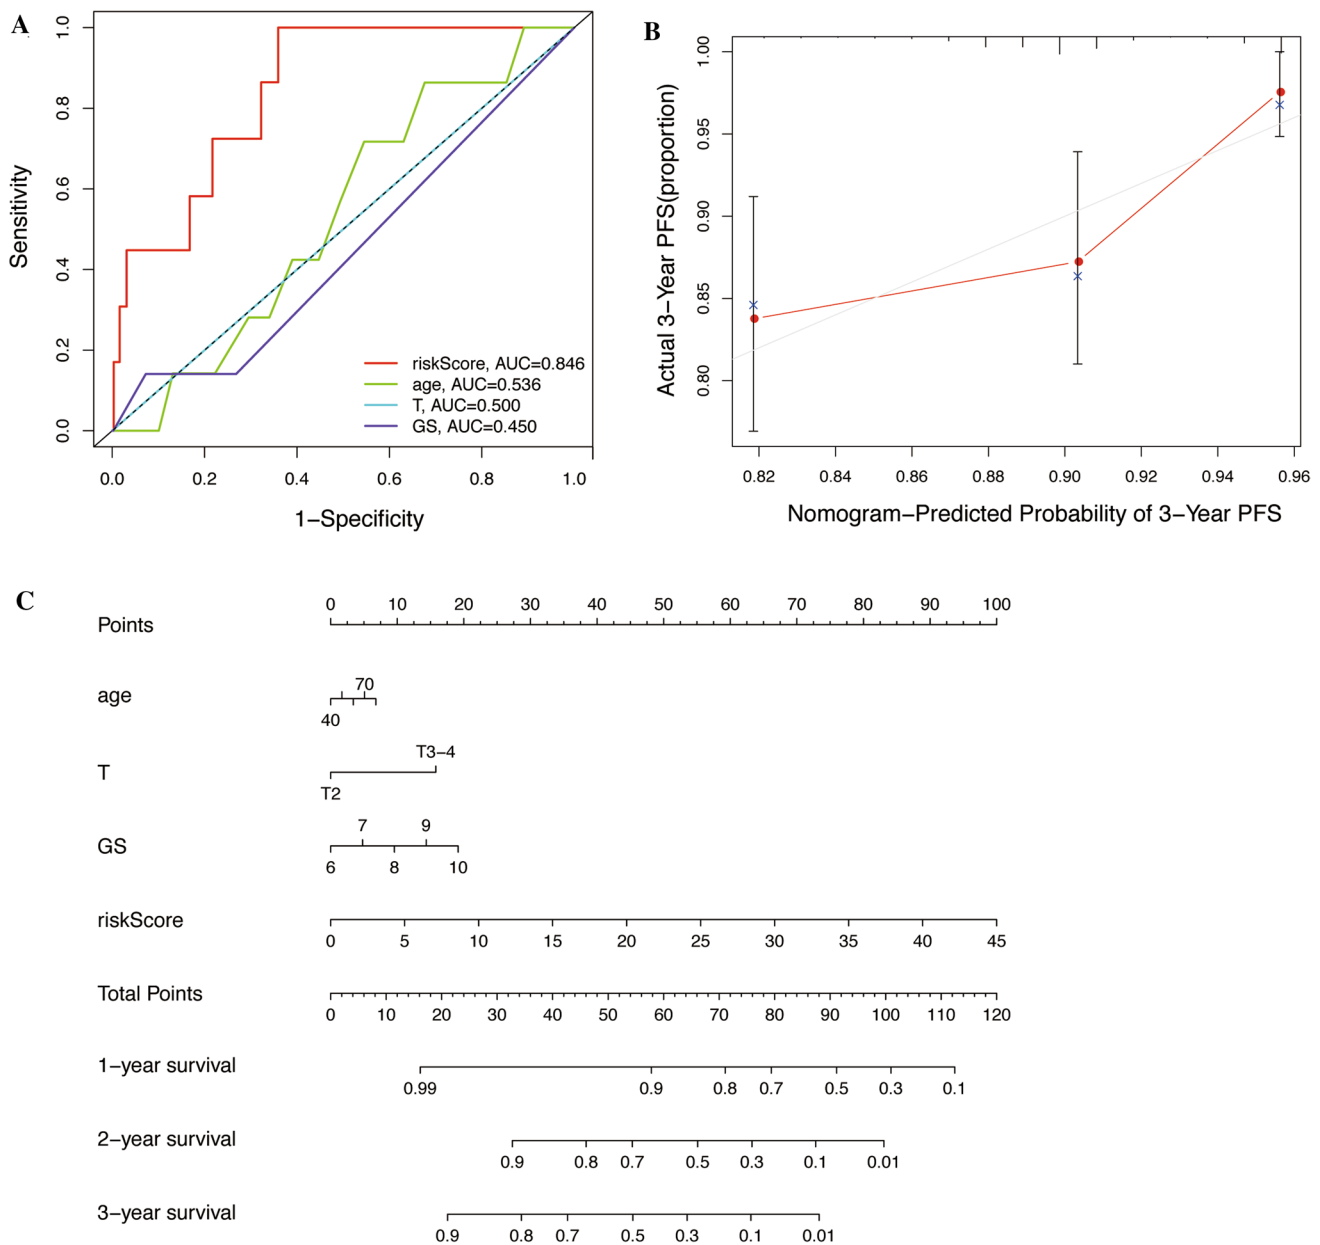 A
1.0
0.8
0.6
0.4
0.2
0.0
Sensitivity
riskScore, AUC=0.846
age, AUC=0.536
T, AUC=0.500
GS, AUC=0.450
0.0 0.2 0.4 0.6 0.8 1.0
1−Specificity
B
1.00
0.95
0.90
0.85
0.80
Actual 3−Year PFS(proportion)
0.82 0.84 0.86 0.88 0.90 0.92 0.94 0.96
Nomogram−Predicted Probability of 3−Year PFS
C
0 10 20 30 40 50 60 70 80 90 100
Points
70
age
40
T3−4
T
T2
7 9
GS
6 8 10
riskScore
0 5 10 15 20 25 30 35 40 45
Total Points
0 10 20 30 40 50 60 70 80 90 100 110 120
1−year survival
0.99 0.9 0.8 0.7 0.5 0.3 0.1
2−year survival
0.9 0.8 0.7 0.5 0.3 0.1 0.01
3−year survival
0.9 0.8 0.7 0.5 0.3 0.1 0.01